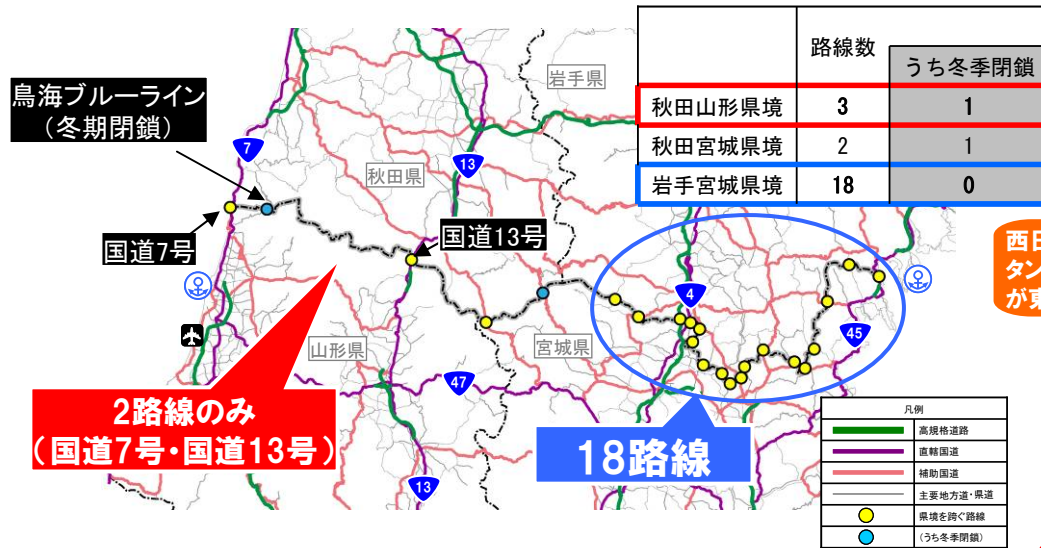 路線数
うち冬季閉鎖
秋田山形県境 3 1
秋田宮城県境 2 1
岩手宮城県境 18 0
鳥海ブルーライン
（冬期閉鎖）
岩手県
7
13
秋田県
国道7号
国道13号
西日
タン
が東
4
45
山形県
宮城県
47
2路線のみ
（国道7号・国道13号）
18路線
13
凡例
高規格道路
直轄国道
補助国道
主要地方道・県道
県境を跨ぐ路線
（うち冬季閉鎖）